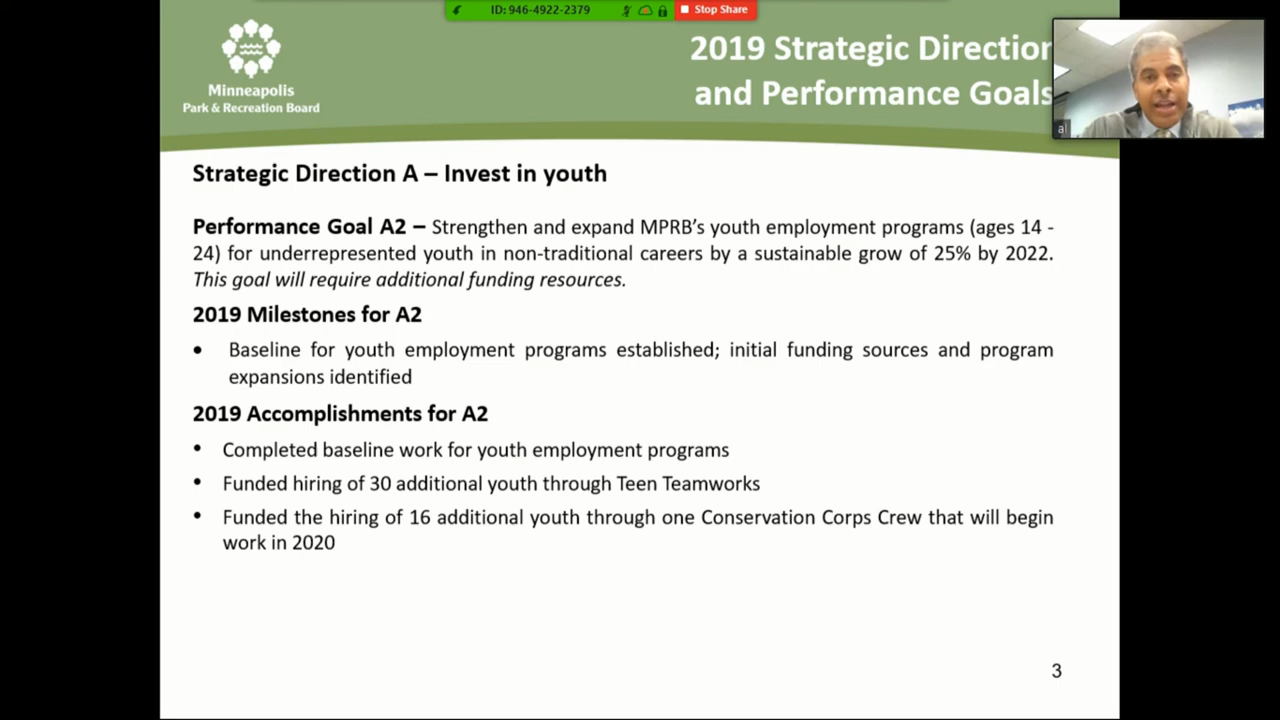 ID: 946-4922-2379
Stop Share
Minneapolis
Park & Recreation Board
2019 Strategic Direction
and Performance Goals
al
Strategic Direction A – Invest in youth
Performance Goal A2 – Strengthen and expand MPRB’s youth employment programs (ages 14 -
24) for underrepresented youth in non-traditional careers by a sustainable grow of 25% by 2022.
This goal will require additional funding resources.
2019 Milestones for A2
• Baseline for youth employment programs established; initial funding sources and program
expansions identified
2019 Accomplishments for A2
• Completed baseline work for youth employment programs
• Funded hiring of 30 additional youth through Teen Teamworks
• Funded the hiring of 16 additional youth through one Conservation Corps Crew that will begin
work in 2020
3